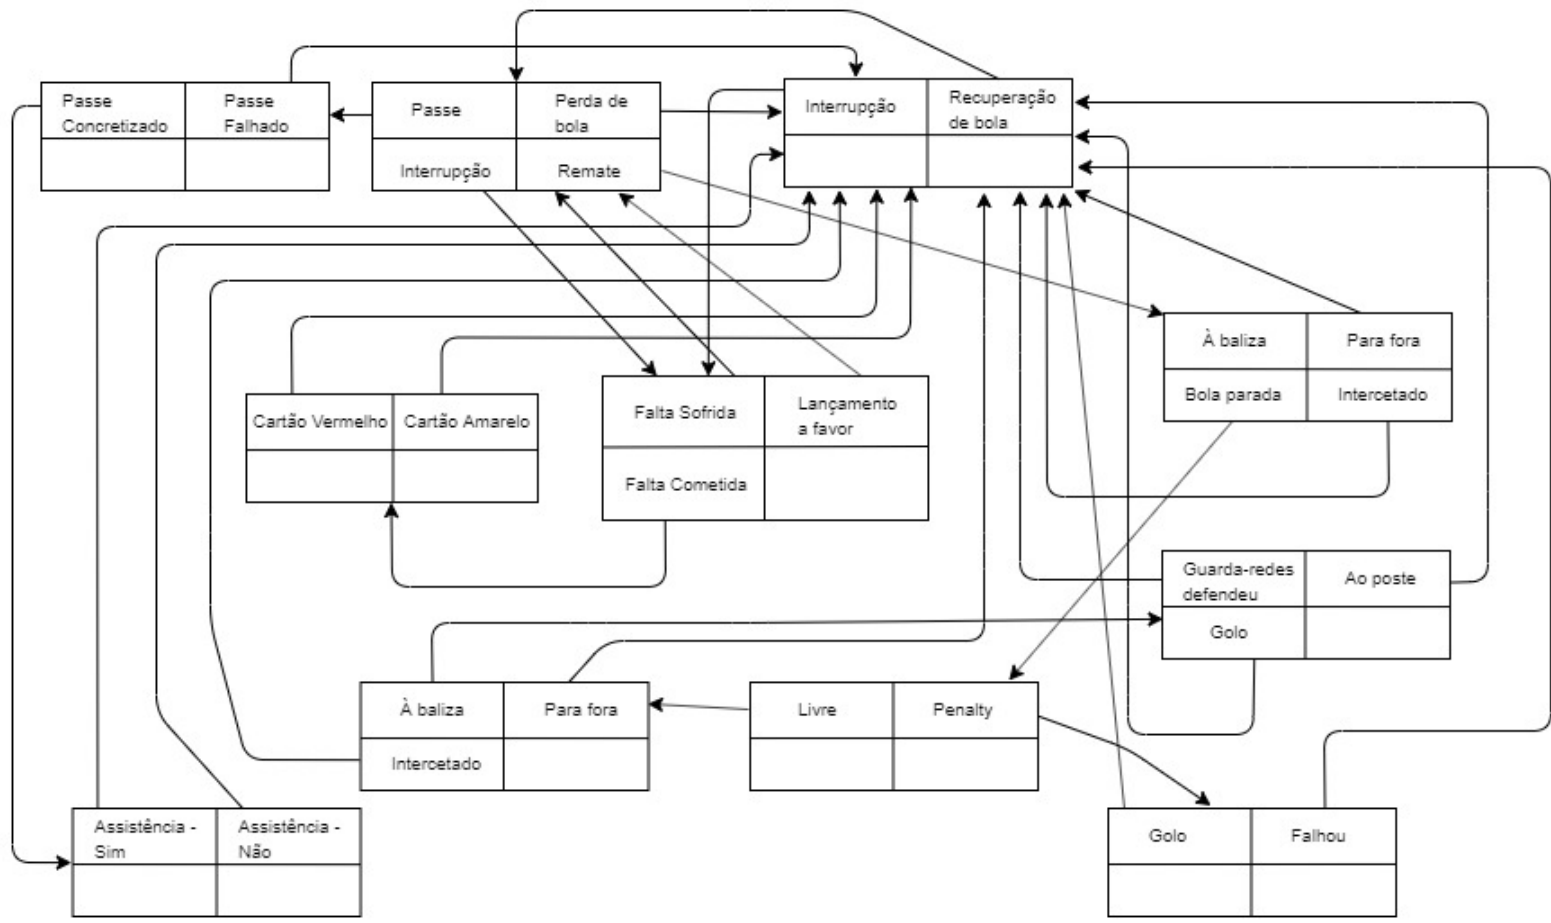 Passe
Concretizado
Passe
Falhado
Passe
Perda de
bola
Interrupção
Remate
Interrupção
Recuperação
de bola
À baliza
Para fora
Bola parada
Intercetado
Cartão Vermelho
Cartão Amarelo
Falta Sofrida
Lançamento
a favor
Falta Cometida
Guarda-redes
defendeu
Ao poste
Golo
À baliza
Para fora
Intercetado
Livre
Penalty
Assistência -
Sim
Assistência -
Não
Golo
Falhou